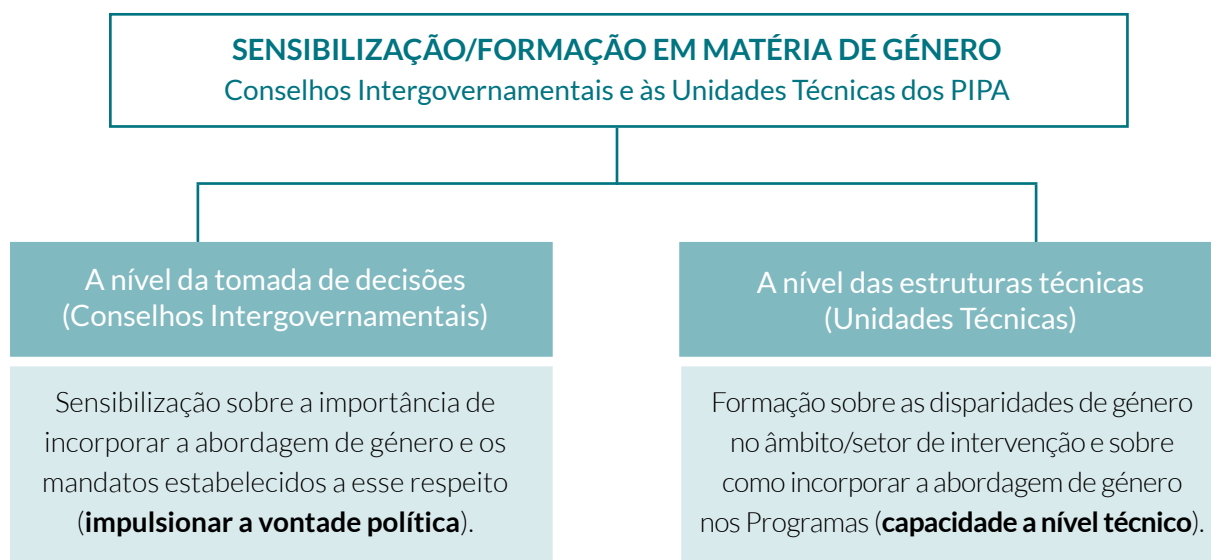 SENSIBILIZAÇÃO/FORMAÇÃO EM MATÉRIA DE GÉNERO
Conselhos Intergovernamentais e às Unidades Técnicas dos PIPA
A nível da tomada de decisões
(Conselhos Intergovernamentais)
Sensibilização sobre a importância de
incorporar a abordagem de género e os
mandatos estabelecidos a esse respeito
(impulsionar a vontade política).
A nível das estruturas técnicas
(Unidades Técnicas)
Formação sobre as disparidades de género
no âmbito/setor de intervenção e sobre
como incorporar a abordagem de género
nos Programas (capacidade a nível técnico).